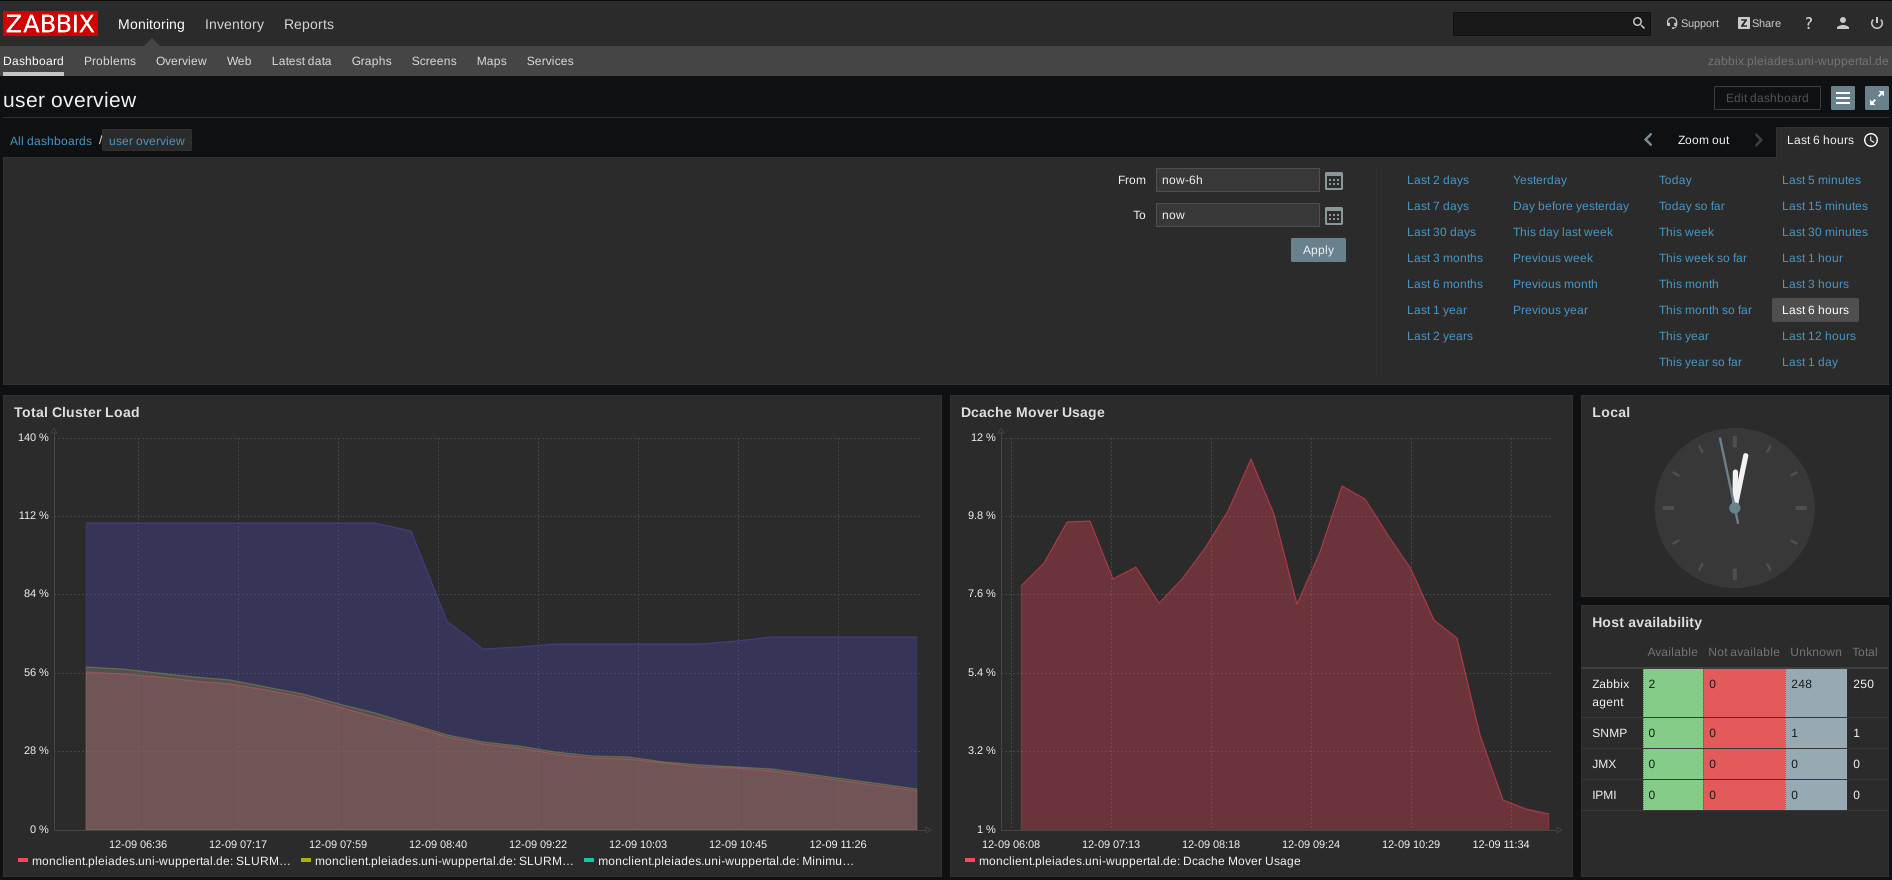 ZABBIX Monitoring Inventory Reports Support Z Share ?
Dashboard Problems Overview Web Latest data Graphs Screens Maps Services zabbix.pleiades.uni-wuppertal.de
user overview Edit dashboard
All dashboards / user overview Zoom out Last 6 hours
From now-6h Last 2 days Yesterday Today Last 5 minutes
Last 7 days Day before yesterday Today so far Last 15 minutes
To now
Last 30 days This day last week This week Last 30 minutes
Apply Last 3 months Previous week This week so far Last 1 hour
Last 6 months Previous month This month Last 3 hours
Last 1 year Previous year This month so far Last 6 hours
Last 2 years This year Last 12 hours
This year so far Last 1 day
Total Cluster Load
140 %
112 %
84 %
56 %
28 %
0 %
12-09 06:36 12-09 07:17 12-09 07:59 12-09 08:40 12-09 09:22 12-09 10:03 12-09 10:45 12-09 11:26
monclient.pleiades.uni-wuppertal.de: SLURM... monclient.pleiades.uni-wuppertal.de: SLURM... monclient.pleiades.uni-wuppertal.de: Minimu...
Dcache Mover Usage
12 %
9.8 %
7.6 %
5.4 %
3.2 %
1 %
12-09 06:08 12-09 07:13 12-09 08:18 12-09 09:24 12-09 10:29 12-09 11:34
monclient.pleiades.uni-wuppertal.de: Dcache Mover Usage
Local
Host availability
Available Not available Unknown Total
Zabbix agent 2 0 248 250
SNMP 0 0 1 1
JMX 0 0 0 0
IPMI 0 0 0 0